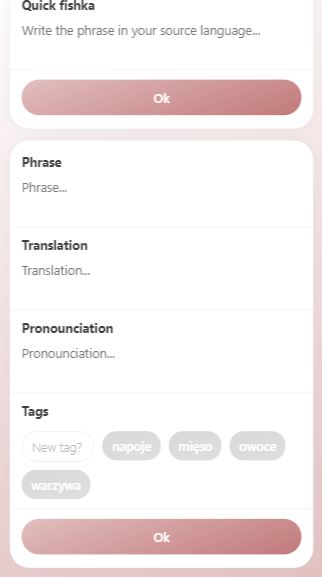 Quick fishka
Write the phrase in your source language...
Ok
Phrase
Phrase...
Translation
Translation...
Pronounciation
Pronounciation...
Tags
New tag? napoje mięso owoce
warzywa
Ok